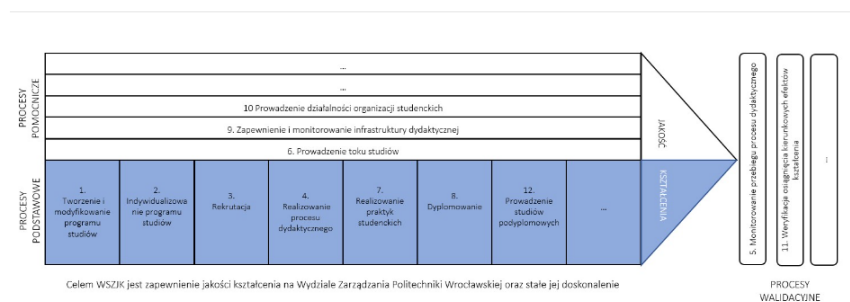 PROCESY
POMOCNICZE
...
...
10 Prowadzenie działalności organizacji studenckich
9. Zapewnienie i monitorowanie infrastruktury dydaktycznej
6. Prowadzenie toku studiów
PROCESY
PODSTAWOWE
1.
Tworzenie i
modyfikowanie
programu
studiów
2.
Indywidualizowa
nie programu
studiów
3.
Rekrutacja
4.
Realizowanie
procesu
dydaktycznego
7.
Realizowanie
praktyk
studenckich
8.
Dyplomowanie
12.
Prowadzenie
studiów
podyplomowych
...
JAKOŚĆ
KSZTAŁCENIA
5. Monitorowanie przebiegu procesu dydaktycznego
11. Weryfikacja osiągnięcia kierunkowych efektów
kształcenia
...
PROCESY
WALIDACYJNE
Celem WSZJK jest zapewnienie jakości kształcenia na Wydziale Zarządzania Politechniki Wrocławskiej oraz stałe jej doskonalenie